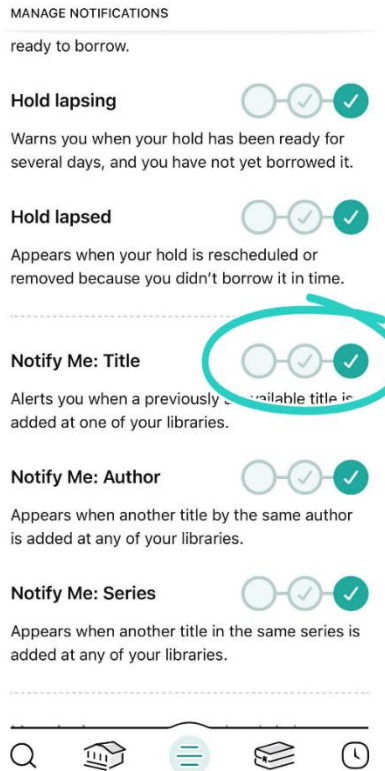 MANAGE NOTIFICATIONS
ready to borrow.
Hold lapsing
Warns you when your hold has been ready for
several days, and you have not yet borrowed it.
Hold lapsed
Appears when your hold is rescheduled or
removed because you didn't borrow it in time.
Notify Me: Title
Alerts you when a previously title is
added at one of your libraries.
Notify Me: Author
Appears when another title by the same author
is added at any of your libraries.
Notify Me: Series
Appears when another title in the same series is
added at any of your libraries.